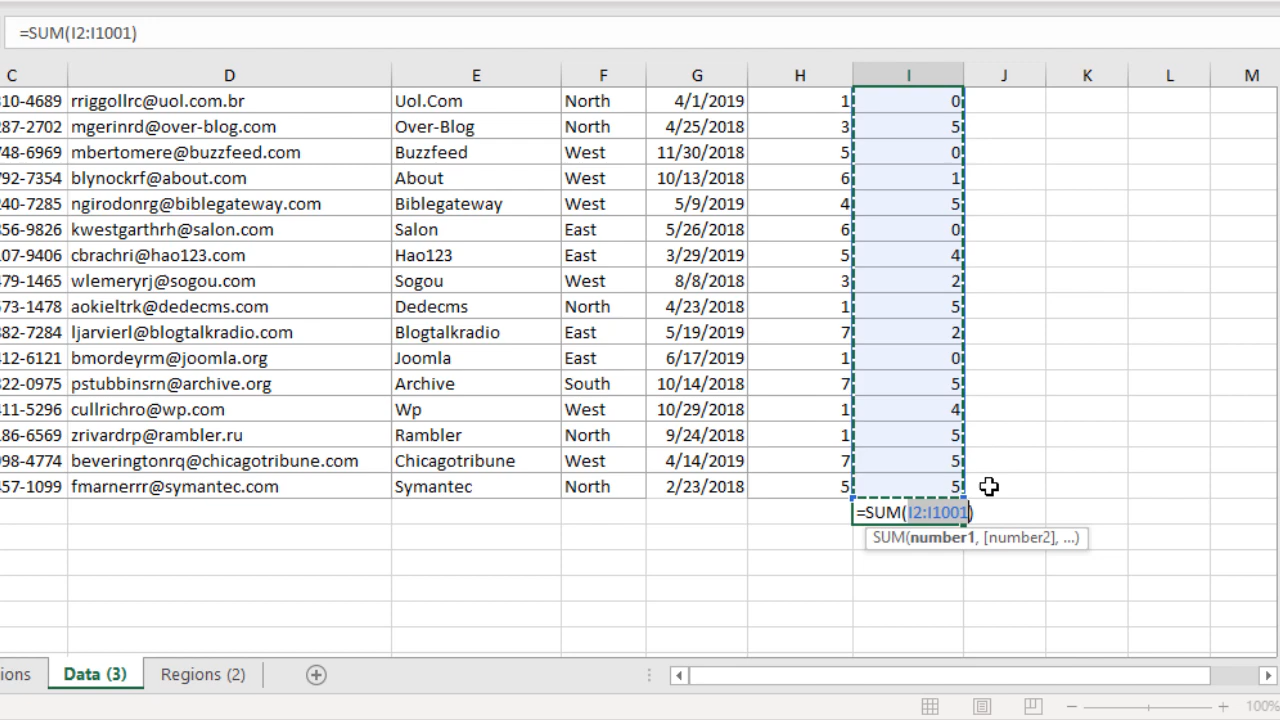 =SUM(I2:I1001)
C D E F G H I J K L M
310-4689 rriggollrc@uol.com.br Uol.Com North 4/1/2019 1 0
287-2702 mgerinrd@over-blog.com Over-Blog North 4/25/2018 3 5
748-6969 mbertomere@buzzfeed.com Buzzfeed West 11/30/2018 5 0
792-7354 blynockrf@about.com About West 10/13/2018 6 1
240-7285 ngirodonrg@biblegateway.com Biblegateway West 5/9/2019 4 5
856-9826 kwestgarthrh@salon.com Salon East 5/26/2018 6 0
107-9406 cbrachri@hao123.com Hao123 East 3/29/2019 5 4
479-1465 wlemeryrj@sogou.com Sogou West 8/8/2018 3 2
573-1478 aokieltrk@dedecms.com Dedecms North 4/23/2018 1 5
382-7284 ljarvierl@blogtalkradio.com Blogtalkradio East 5/19/2019 7 2
412-6121 bmordeyrm@joomla.org Joomla East 6/17/2019 1 0
322-0975 pstubbinsrn@archive.org Archive South 10/14/2018 7 5
411-5296 cullrichro@wp.com Wp West 10/29/2018 1 4
186-6569 zrivardrp@rambler.ru Rambler North 9/24/2018 1 5
098-4774 beveringtonrq@chicagotribune.com Chicagotribune West 4/14/2019 7 5
457-1099 fmarnerrr@symantec.com Symantec North 2/23/2018 5 5
=SUM(I2:I1001)
SUM(number1, [number2], ...)
ions Data (3) Regions (2)
100%